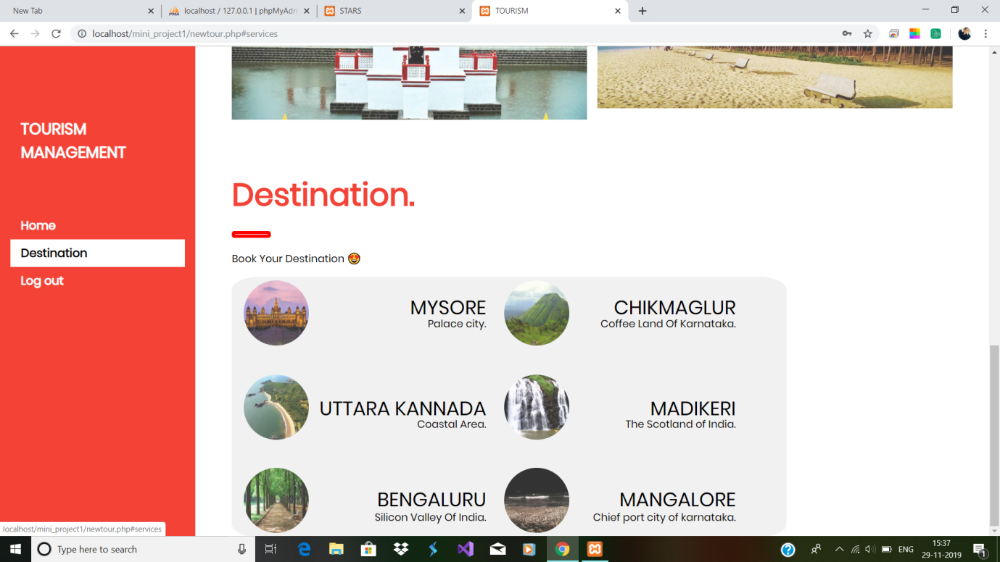 New Tab
localhost / 127.0.0.1 | phpMyAdm
STARS
TOURISM
localhost/mini_project1/newtour.php#services
TOURISM
MANAGEMENT
Home
Destination
Log out
Destination.
Book Your Destination 😍
MYSORE
Palace city.
CHIKMAGLUR
Coffee Land Of Karnataka.
UTTARA KANNADA
Coastal Area.
MADIKERI
The Scotland of India.
BENGALURU
Silicon Valley Of India.
MANGALORE
Chief port city of karnataka.
localhost/mini_project1/newtour.php#services
Type here to search
ENG
15:37
29-11-2019
1